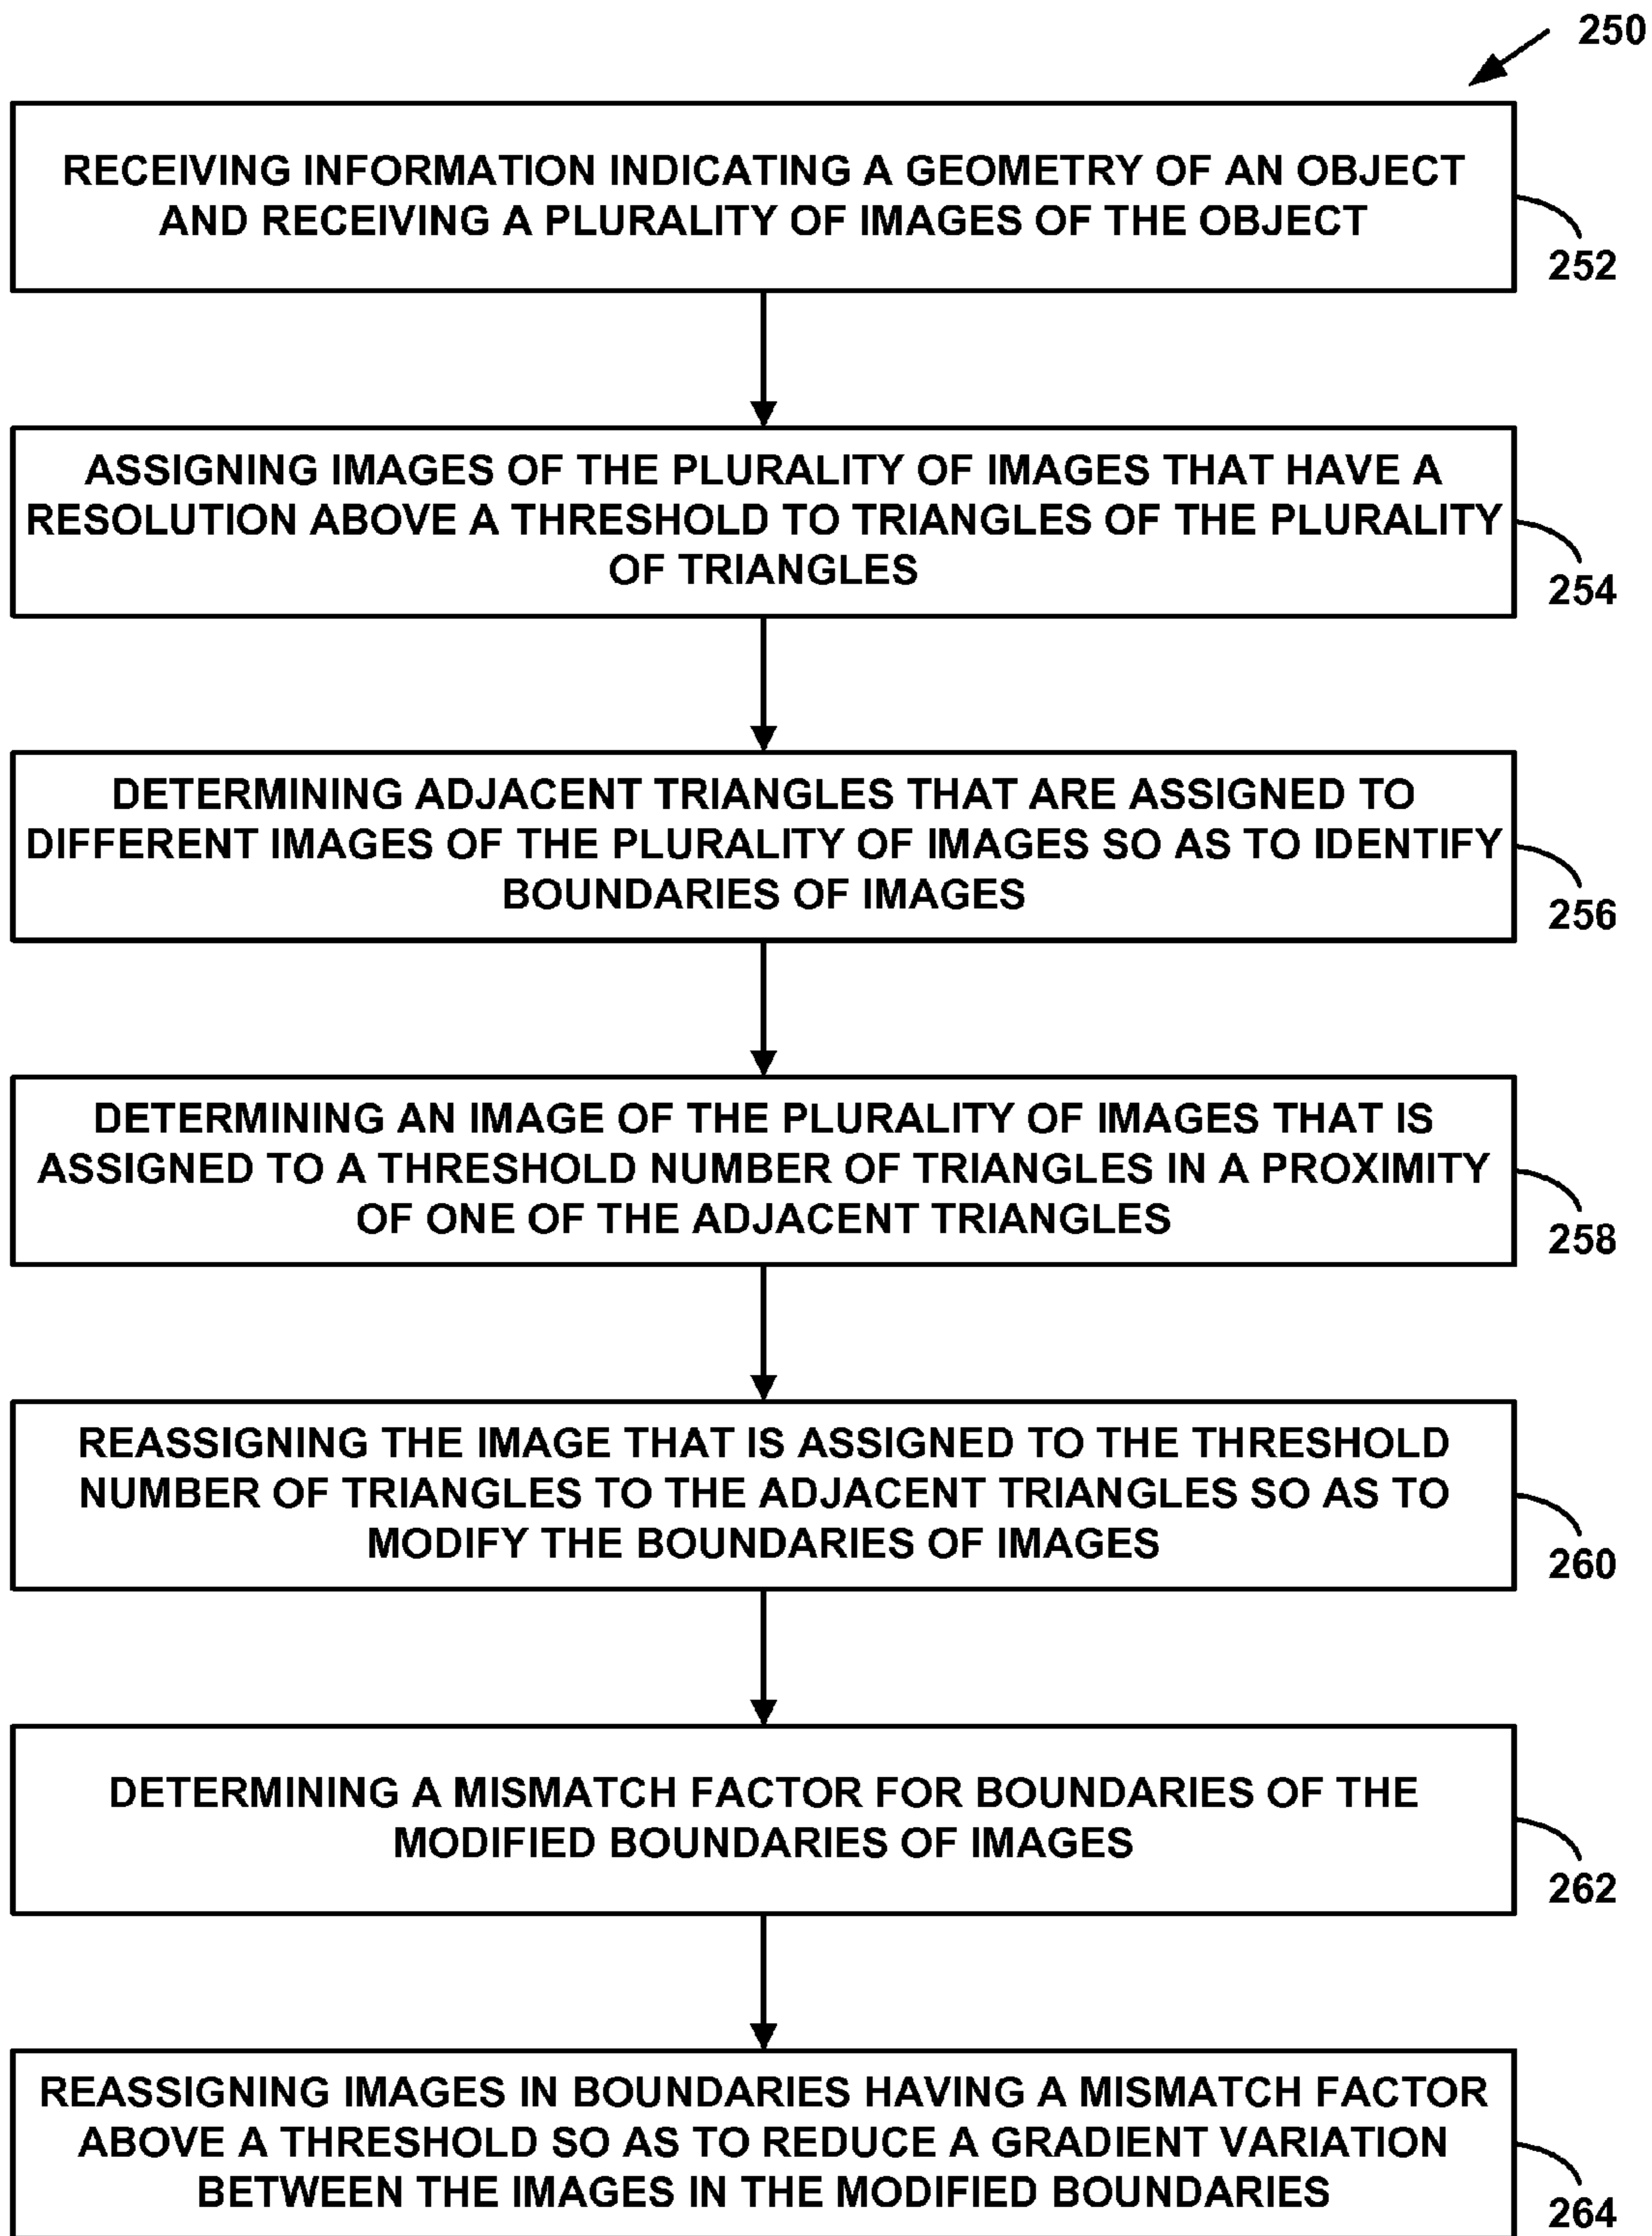 250
RECEIVING INFORMATION INDICATING A GEOMETRY OF AN OBJECT
AND RECEIVING A PLURALITY OF IMAGES OF THE OBJECT
252
ASSIGNING IMAGES OF THE PLURALITY OF IMAGES THAT HAVE A
RESOLUTION ABOVE A THRESHOLD TO TRIANGLES OF THE PLURALITY
OF TRIANGLES
254
DETERMINING ADJACENT TRIANGLES THAT ARE ASSIGNED TO
DIFFERENT IMAGES OF THE PLURALITY OF IMAGES SO AS TO IDENTIFY
BOUNDARIES OF IMAGES
256
DETERMINING AN IMAGE OF THE PLURALITY OF IMAGES THAT IS
ASSIGNED TO A THRESHOLD NUMBER OF TRIANGLES IN A PROXIMITY
OF ONE OF THE ADJACENT TRIANGLES
258
REASSIGNING THE IMAGE THAT IS ASSIGNED TO THE THRESHOLD
NUMBER OF TRIANGLES TO THE ADJACENT TRIANGLES SO AS TO
MODIFY THE BOUNDARIES OF IMAGES
260
DETERMINING A MISMATCH FACTOR FOR BOUNDARIES OF THE
MODIFIED BOUNDARIES OF IMAGES
262
REASSIGNING IMAGES IN BOUNDARIES HAVING A MISMATCH FACTOR
ABOVE A THRESHOLD SO AS TO REDUCE A GRADIENT VARIATION
BETWEEN THE IMAGES IN THE MODIFIED BOUNDARIES
264